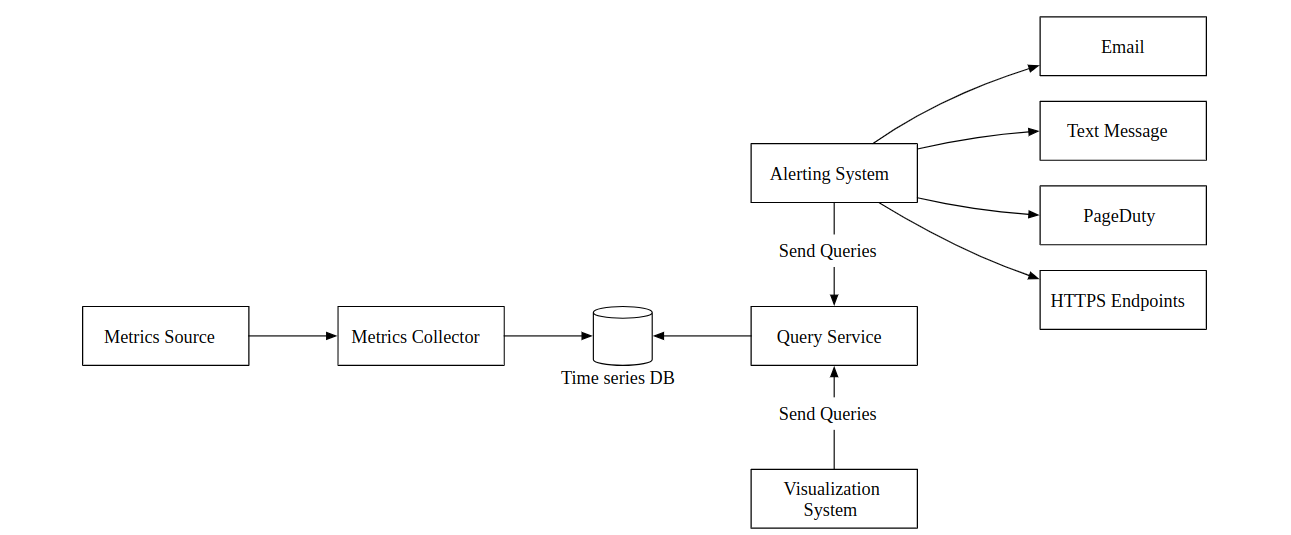 Email
Text Message
Alerting System
PageDuty
Send Queries
HTTPS Endpoints
Metrics Source
Metrics Collector
Query Service
Time series DB
Send Queries
Visualization
System